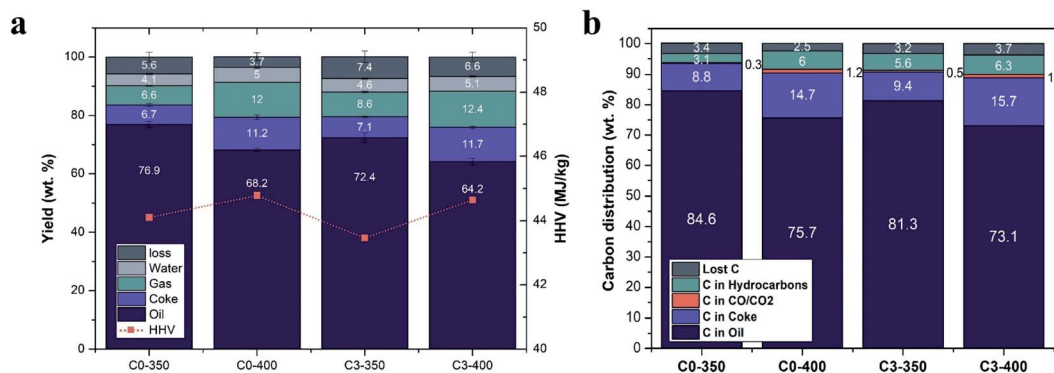 a
Yield (wt. %)
100
80
60
40
20
0
5.6
4.1
6.6
6.7
76.9
3.7
5
12
11.2
68.2
7.4
4.6
8.6
7.1
72.4
6.6
5.1
12.4
11.7
64.2
loss
Water
Gas
Coke
Oil
HHV
C0-350
C0-400
C3-350
C3-400
50
48
46
44
42
40
HHV (MJ/kg)
b
Carbon distribution (wt. %)
100
90
80
70
60
50
40
30
20
10
0
3.4
3.1
0.3
8.8
84.6
2.5
6
1.2
14.7
75.7
3.2
5.6
0.5
9.4
81.3
3.7
6.3
1
15.7
73.1
Lost C
C in Hydrocarbons
C in CO/CO2
C in Coke
C in Oil
C0-350
C0-400
C3-350
C3-400